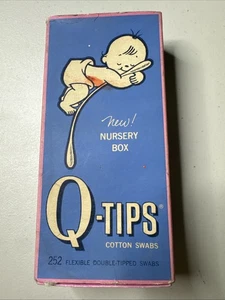 new!
NURSERY
BOX
Q-TIPS®
COTTON SWABS
252 FLEXIBLE DOUBLE-TIPPED SWABS